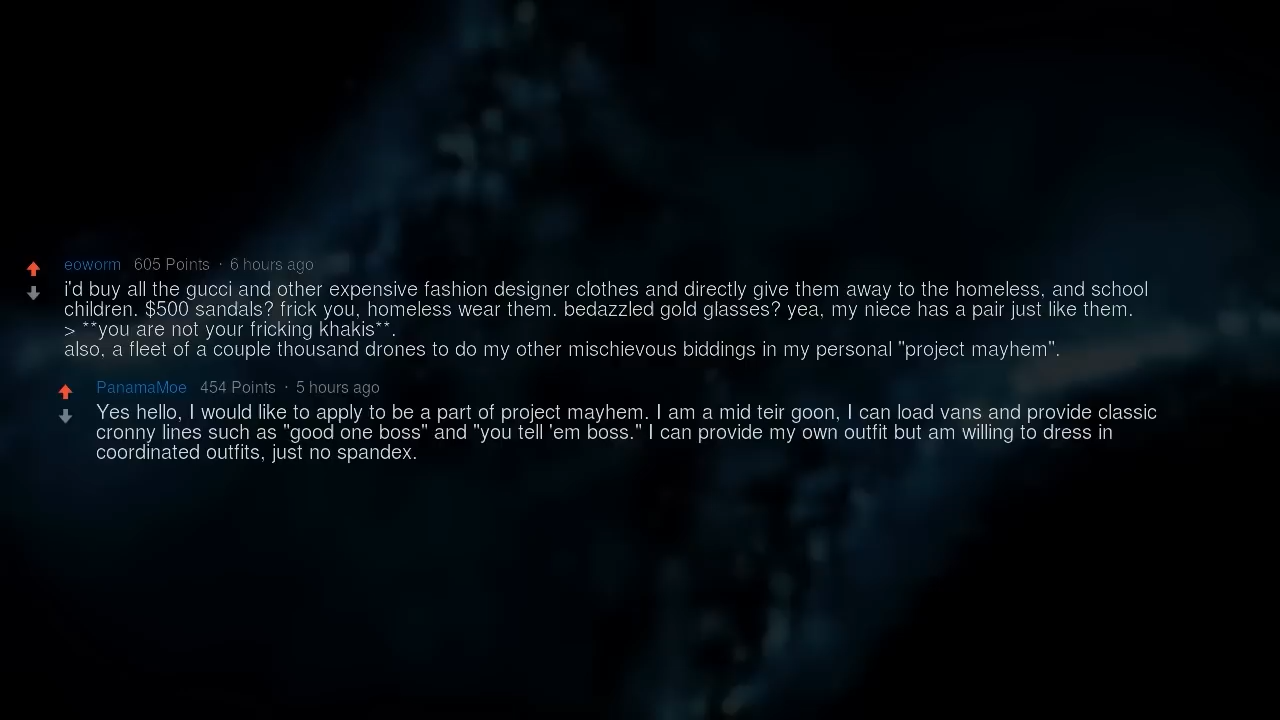 eoworm 605 Points · 6 hours ago
i'd buy all the gucci and other expensive fashion designer clothes and directly give them away to the homeless, and school
children. $500 sandals? frick you, homeless wear them. bedazzled gold glasses? yea, my niece has a pair just like them.
> **you are not your fricking khakis**.
also, a fleet of a couple thousand drones to do my other mischievous biddings in my personal "project mayhem".
PanamaMoe 454 Points · 5 hours ago
Yes hello, I would like to apply to be a part of project mayhem. I am a mid teir goon, I can load vans and provide classic
cronny lines such as "good one boss" and "you tell 'em boss." I can provide my own outfit but am willing to dress in
coordinated outfits, just no spandex.